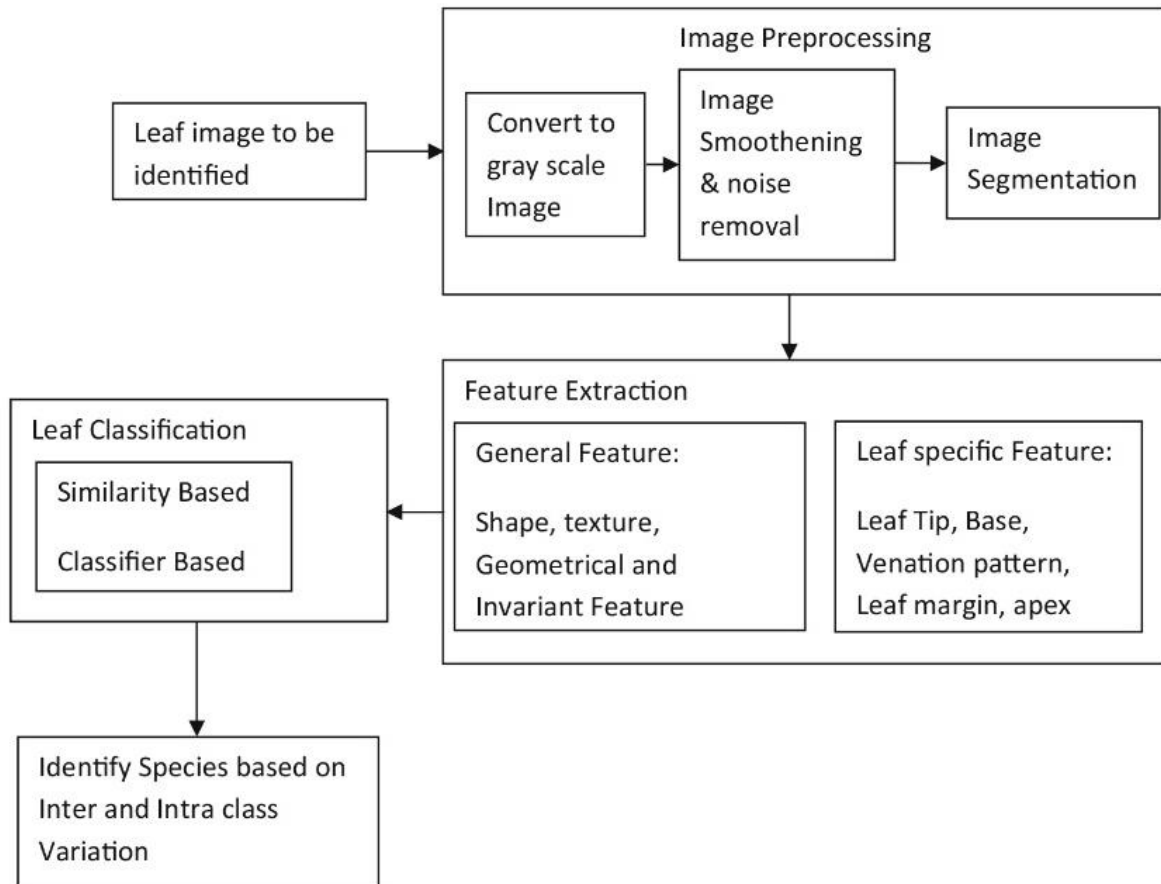 Leaf image to be
identified
Image Preprocessing
Convert to
gray scale
Image
Image
Smoothening
& noise
removal
Image
Segmentation
Feature Extraction
General Feature:
Shape, texture,
Geometrical and
Invariant Feature
Leaf specific Feature:
Leaf Tip, Base,
Venation pattern,
Leaf margin, apex
Leaf Classification
Similarity Based
Classifier Based
Identify Species based on
Inter and Intra class
Variation